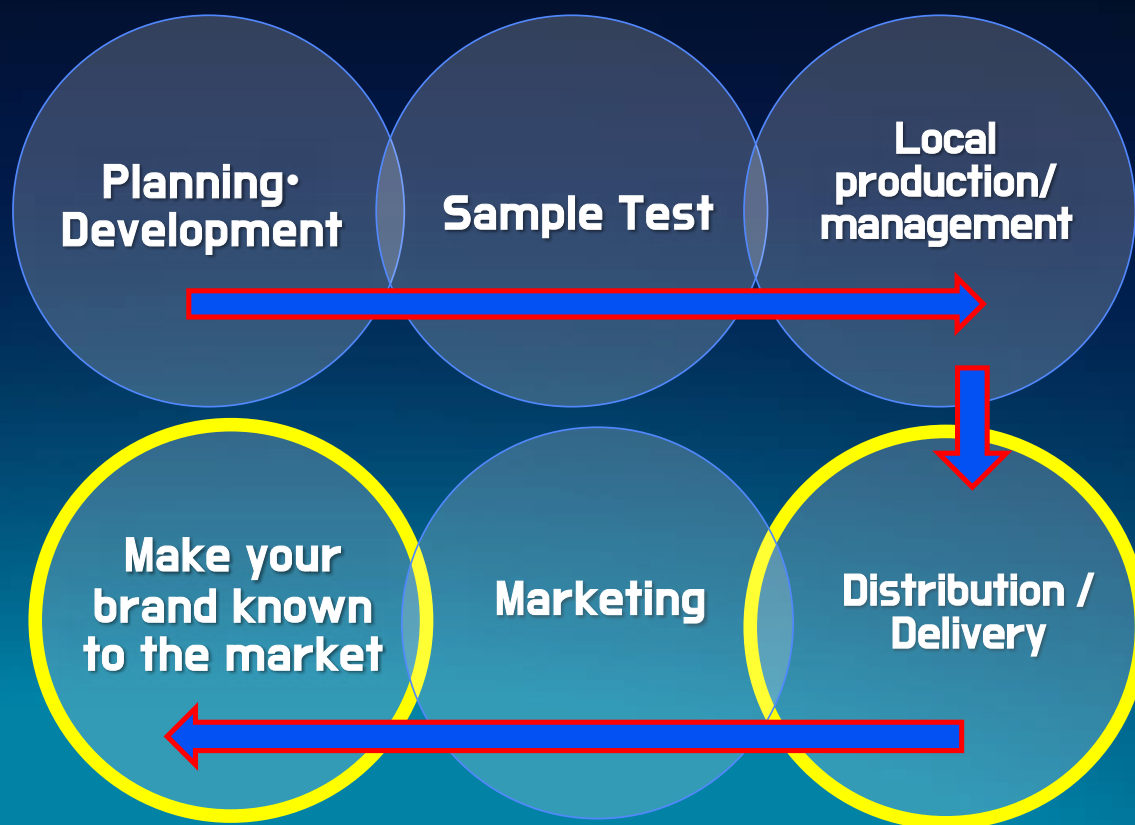 Planning·
Development
Sample Test
Local
production/
management
Make your
brand known
to the market
Marketing
Distribution /
Delivery